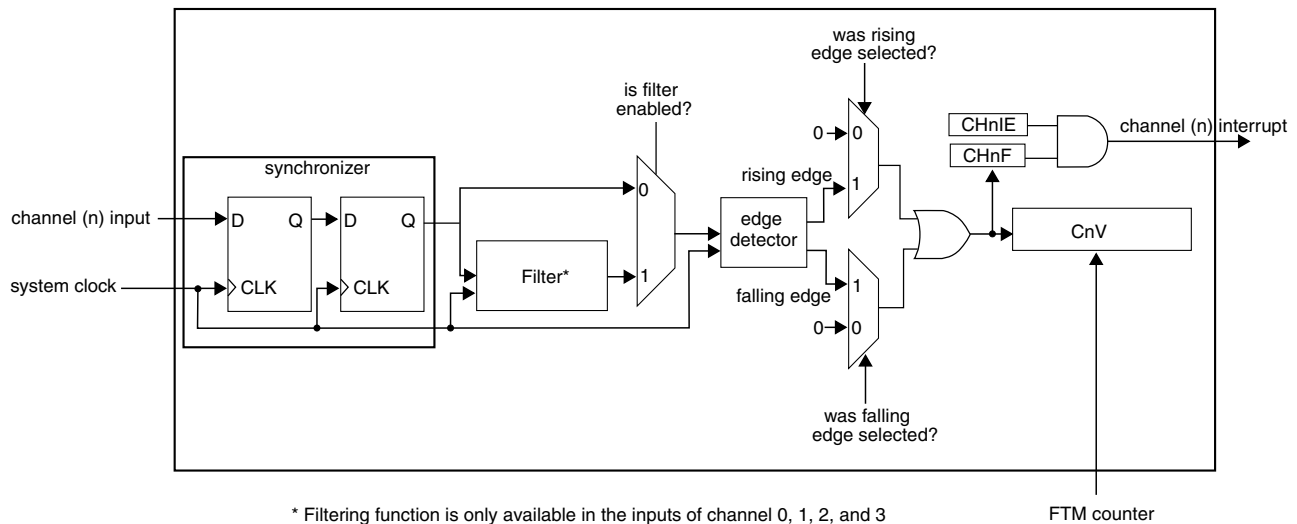 was rising
edge selected?
is filter
enabled?
synchronizer
channel (n) input
D
Q
D
Q
system clock
CLK
CLK
Filter*
0
1
edge
detector
rising edge
falling edge
0
0
1
1
0
0
was falling
edge selected?
CHnIE
CHnF
channel (n) interrupt
CnV
FTM counter
* Filtering function is only available in the inputs of channel 0, 1, 2, and 3